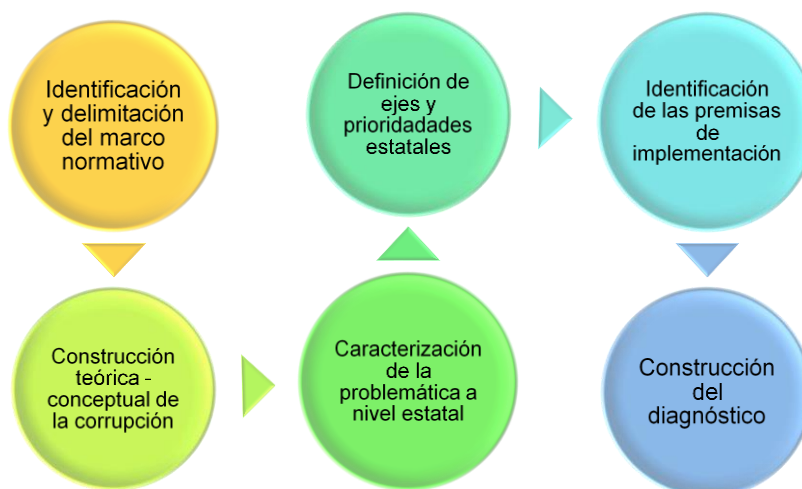 Identificación
y delimitación
del marco
normativo
Construcción
teórica -
conceptual de
la corrupción
Caracterización
de la
problemática a
nivel estatal
Definición de
ejes y
prioridadades
estatales
Identificación
de las premisas
de
implementación
Construcción
del
diagnóstico